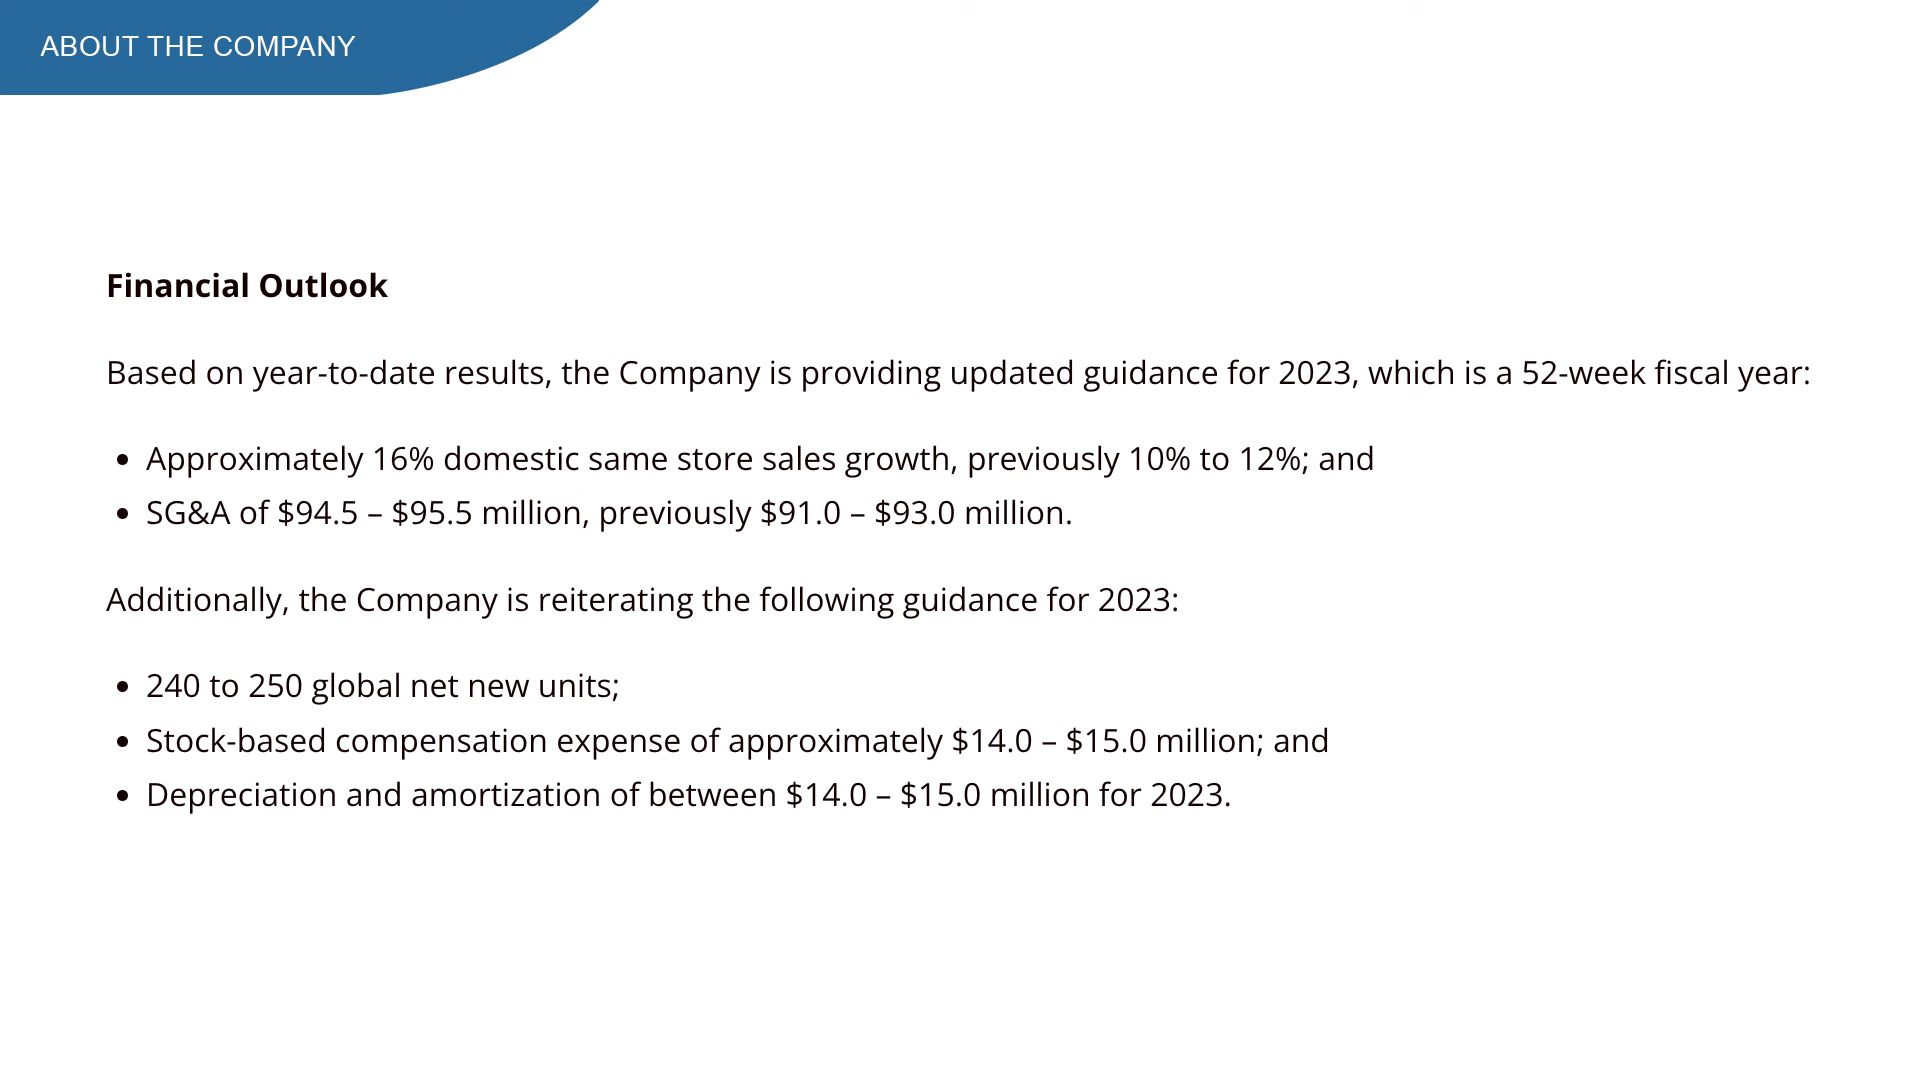 ABOUT THE COMPANY
Financial Outlook
Based on year-to-date results, the Company is providing updated guidance for 2023, which is a 52-week fiscal year:
• Approximately 16% domestic same store sales growth, previously 10% to 12%; and
• SG&A of $94.5 – $95.5 million, previously $91.0 – $93.0 million.
Additionally, the Company is reiterating the following guidance for 2023:
• 240 to 250 global net new units;
• Stock-based compensation expense of approximately $14.0 – $15.0 million; and
• Depreciation and amortization of between $14.0 – $15.0 million for 2023.